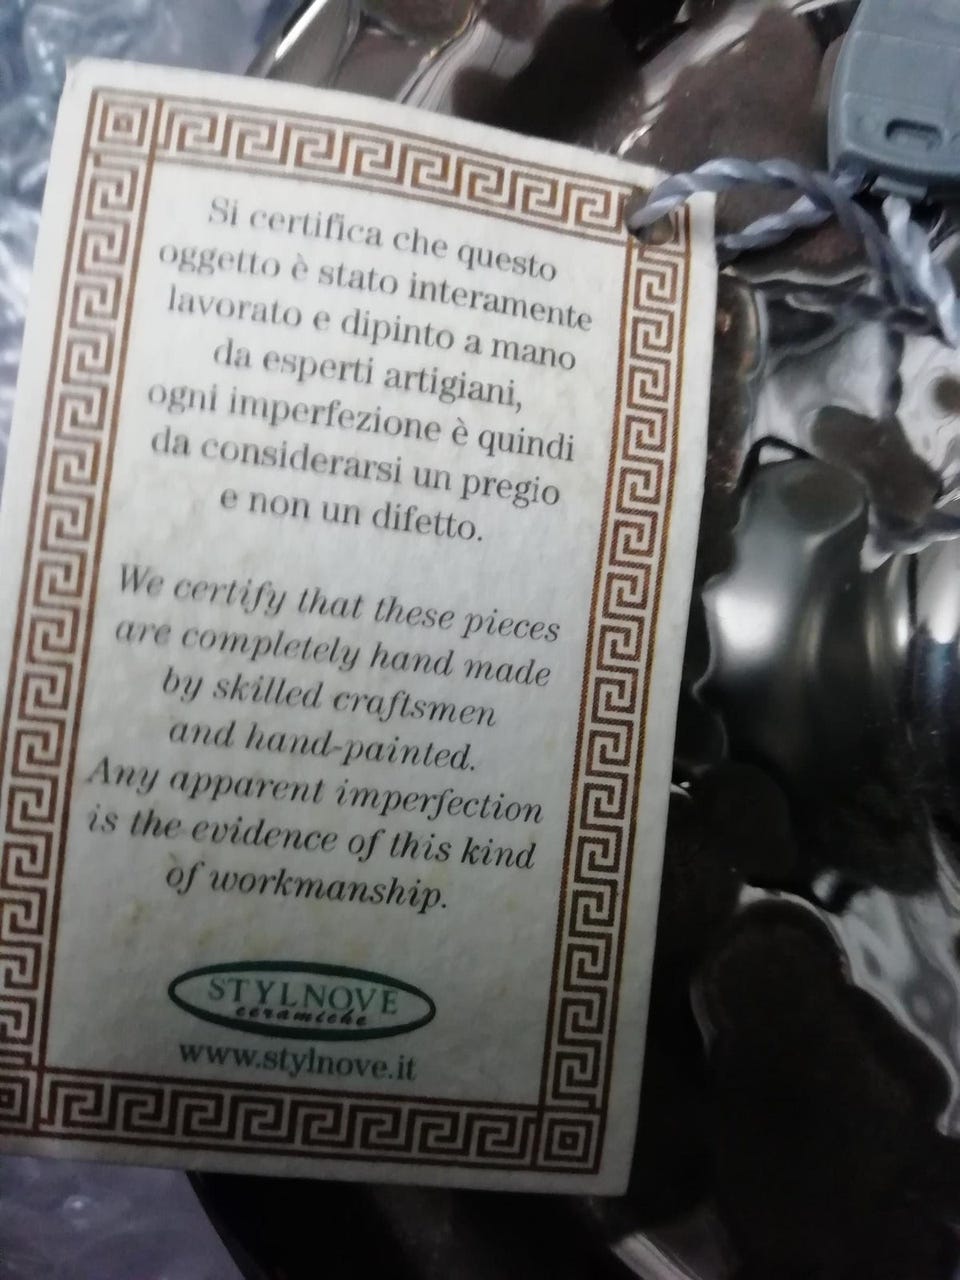 Si certifica che questo
oggetto è stato interamente
lavorato e dipinto a mano
da esperti artigiani,
ogni imperfezione è quindi
da considerarsi un pregio
e non un difetto.
We certify that these pieces
are completely hand made
by skilled craftsmen
and hand-painted.
Any apparent imperfection
is the evidence of this kind
of workmanship.
STYLNOVE
ceramiche
www.stylnove.it